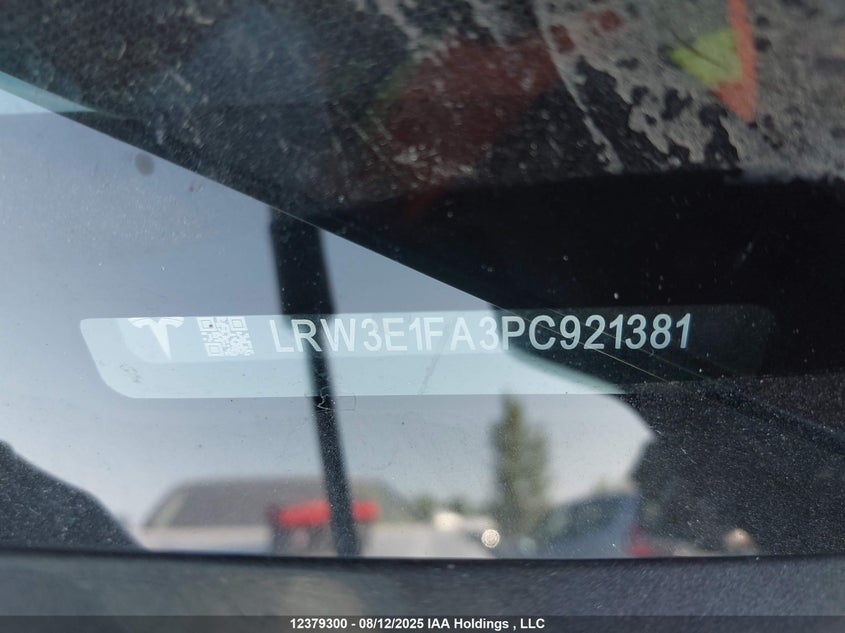 LRW3E1FA3PC921381
12379300 - 08/12/2025 IAA Holdings , LLC